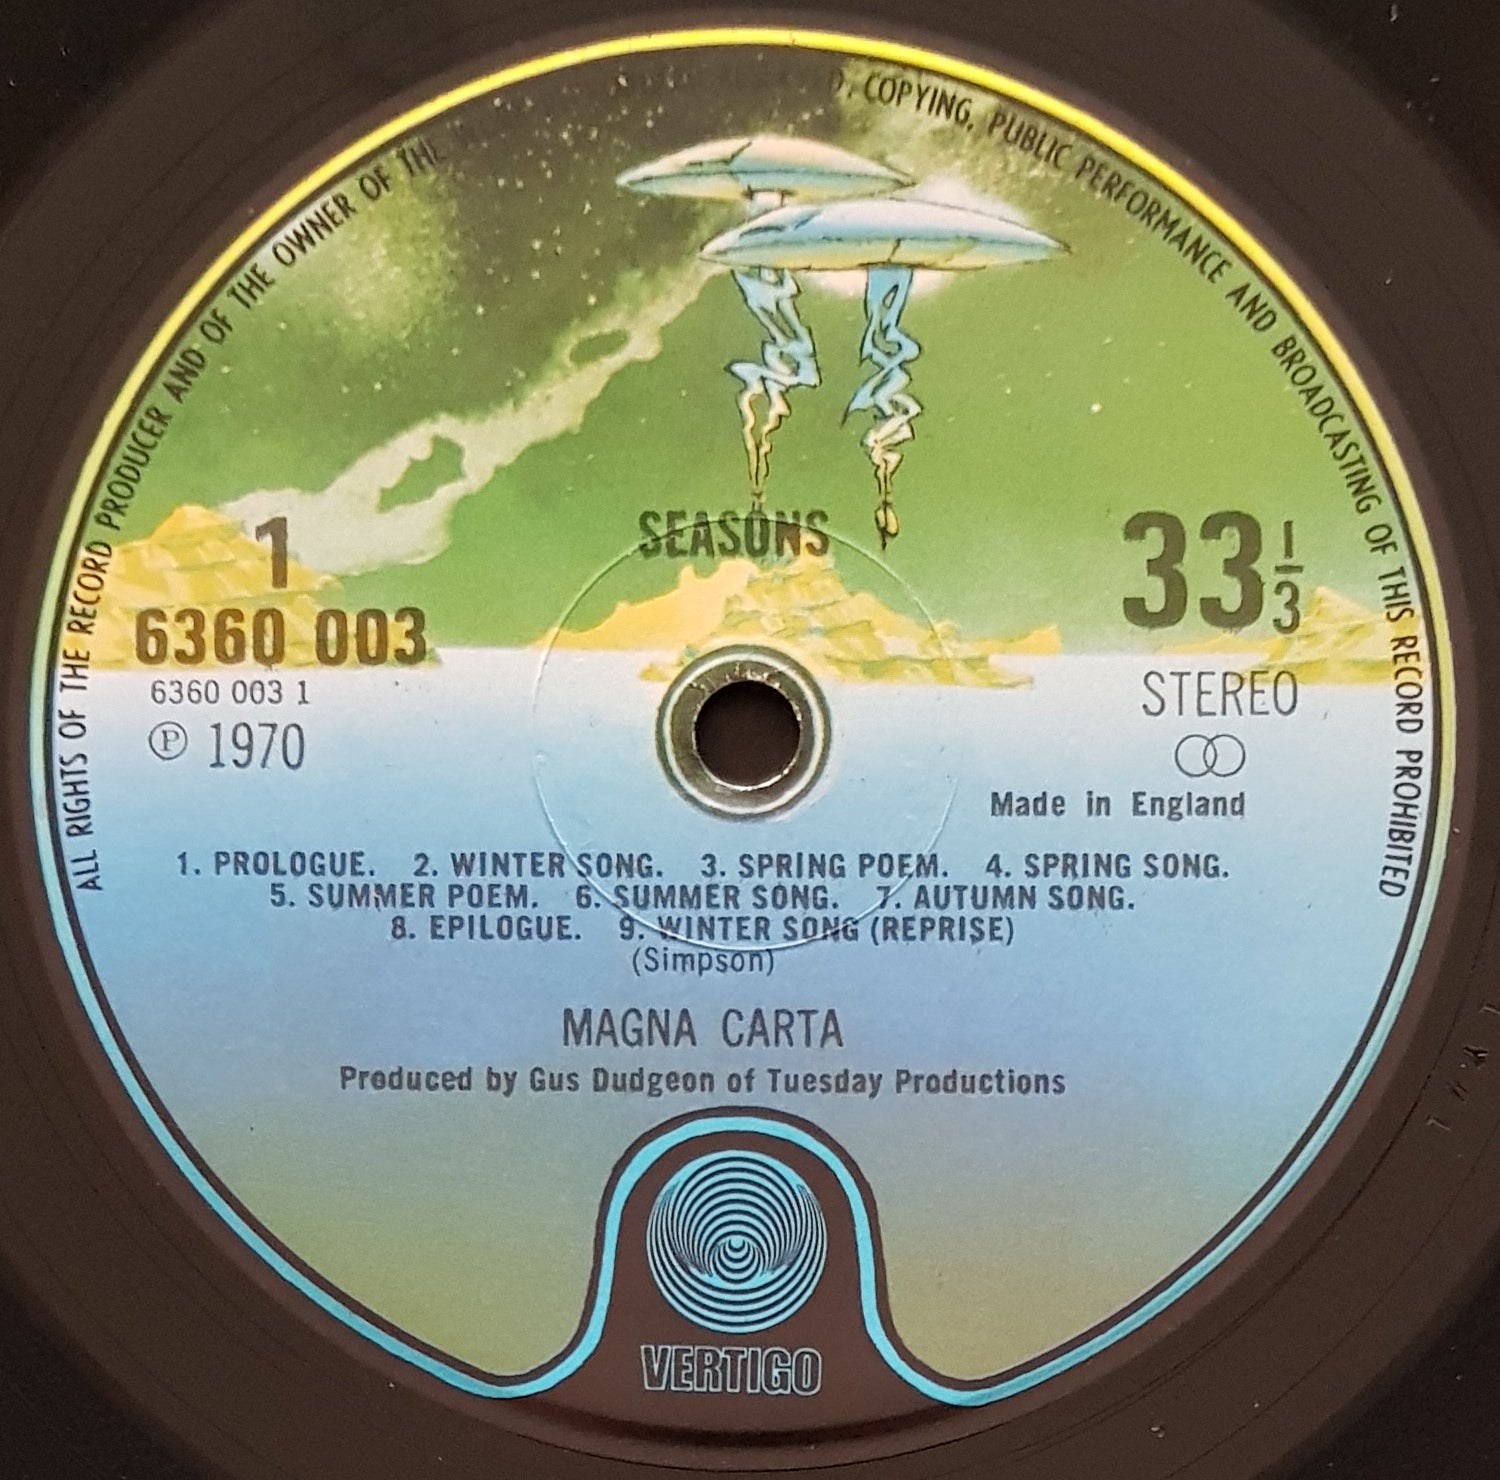 ALL RIGHTS OF THE RECORD PRODUCER AND OF THE OWNER OF THE
COPYING, PUBLIC PERFORMANCE AND BROADCASTING OF THIS RECORD PROHIBITED
1
SEASONS
33 1/3
6360 003
6360 003 1
STEREO
Ⓟ 1970
Made in England
1. PROLOGUE. 2. WINTER SONG. 3. SPRING POEM. 4. SPRING SONG.
5. SUMMER POEM. 6. SUMMER SONG. 7. AUTUMN SONG.
8. EPILOGUE. 9. WINTER SONG (REPRISE)
(Simpson)
MAGNA CARTA
Produced by Gus Dudgeon of Tuesday Productions
VERTIGO